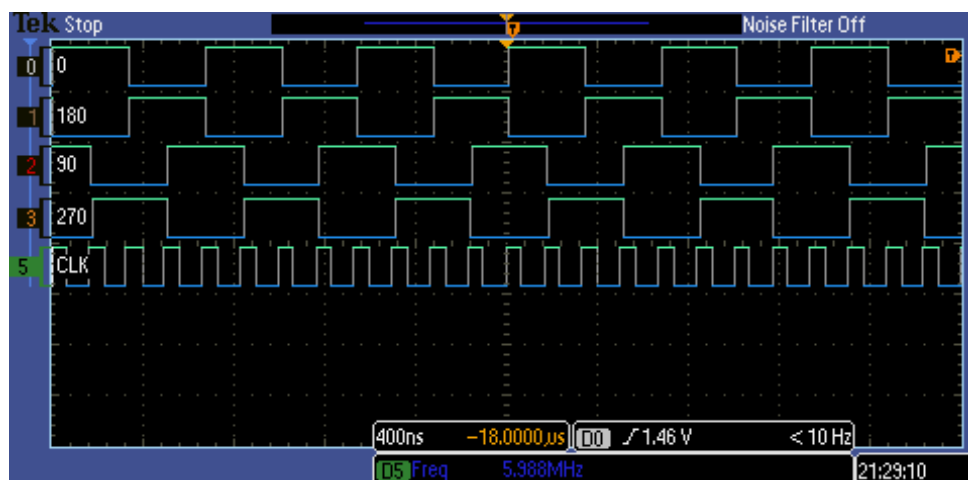 Tek Stop Noise Filter Off
T
T
0 0
1 180
2 90
3 270
5 CLK
400ns -18.0000µs D0 1.46 V < 10 Hz
D5 Freq 5.988MHz 21:29:10